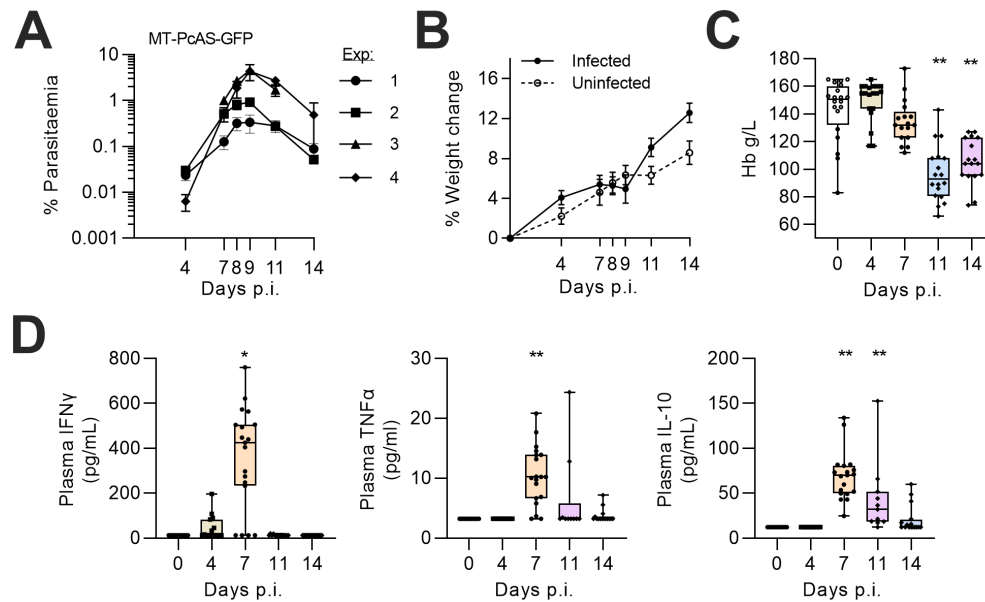 A
MT-PcAS-GFP
Exp:
1
2
3
4
10
1
0.1
0.01
0.001
% Parasitaemia
4 7 8 9 11 14
Days p.i.
B
Infected
Uninfected
16
12
8
4
0
% Weight change
4 7 8 9 11 14
Days p.i.
C
** **
180
160
140
120
100
80
60
Hb g/L
0 4 7 11 14
Days p.i.
D
*
800
600
400
200
0
Plasma IFNγ
(pg/mL)
0 4 7 11 14
Days p.i.
**
30
20
10
0
Plasma TNFα
(pg/ml)
0 4 7 11 14
Days p.i.
** **
200
150
100
50
0
Plasma IL-10
(pg/mL)
0 4 7 11 14
Days p.i.